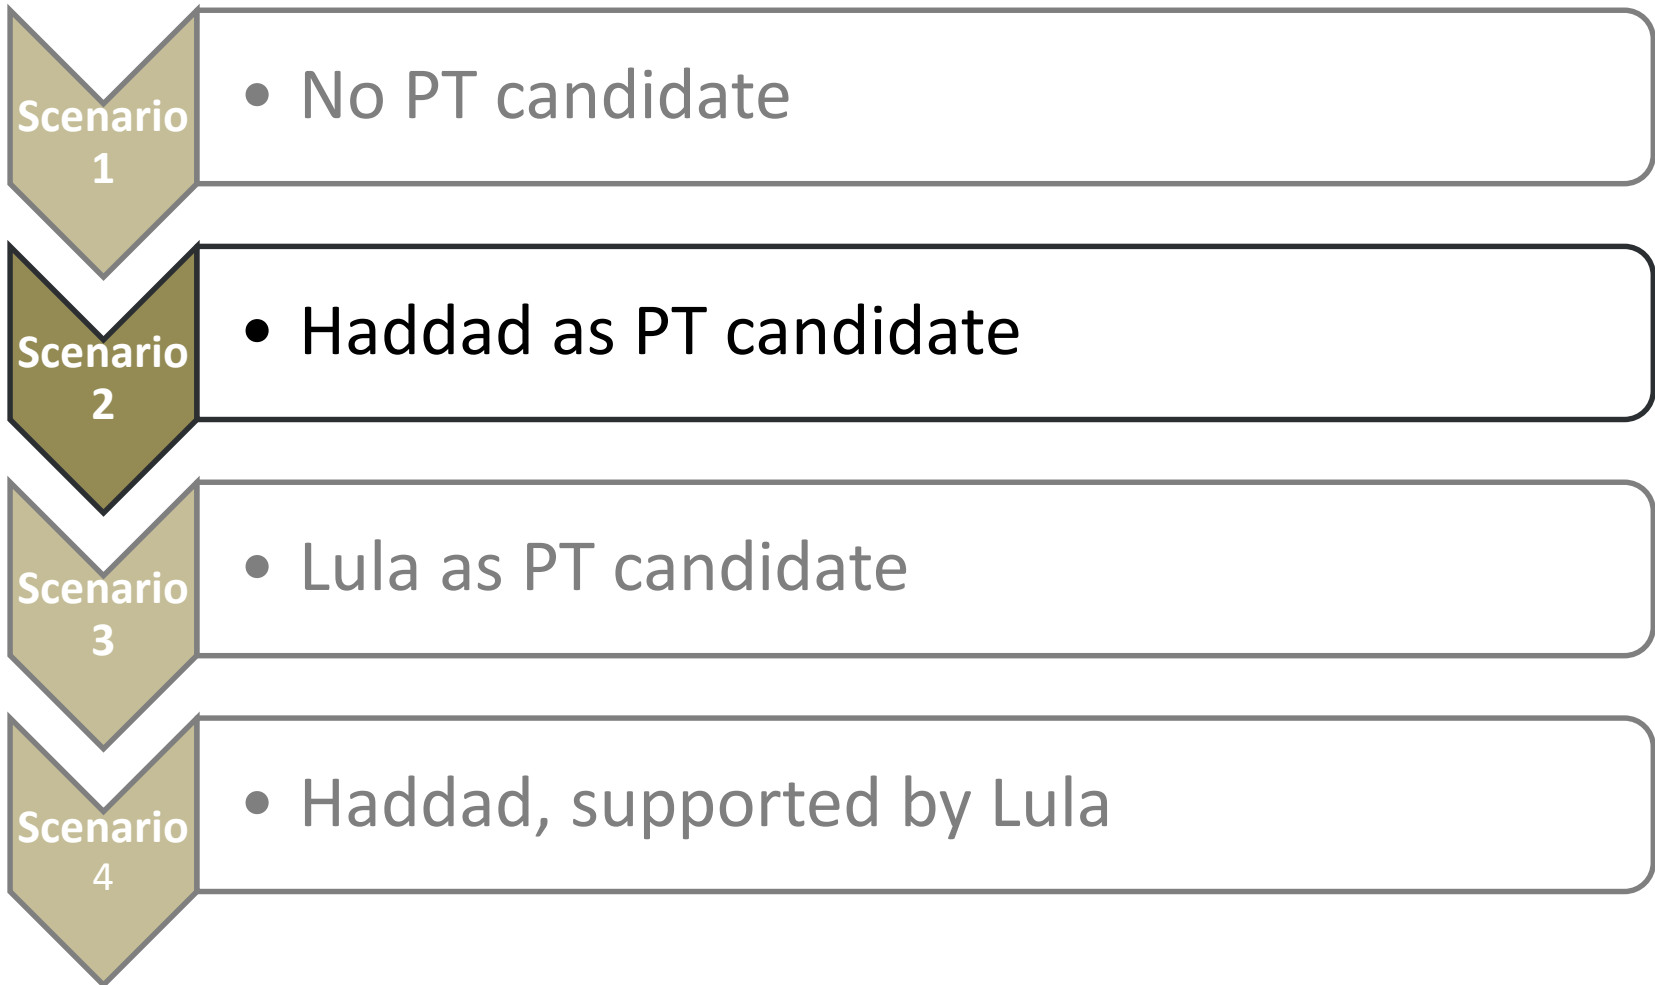 Scenario
1
• No PT candidate
Scenario
2
• Haddad as PT candidate
Scenario
3
• Lula as PT candidate
Scenario
4
• Haddad, supported by Lula